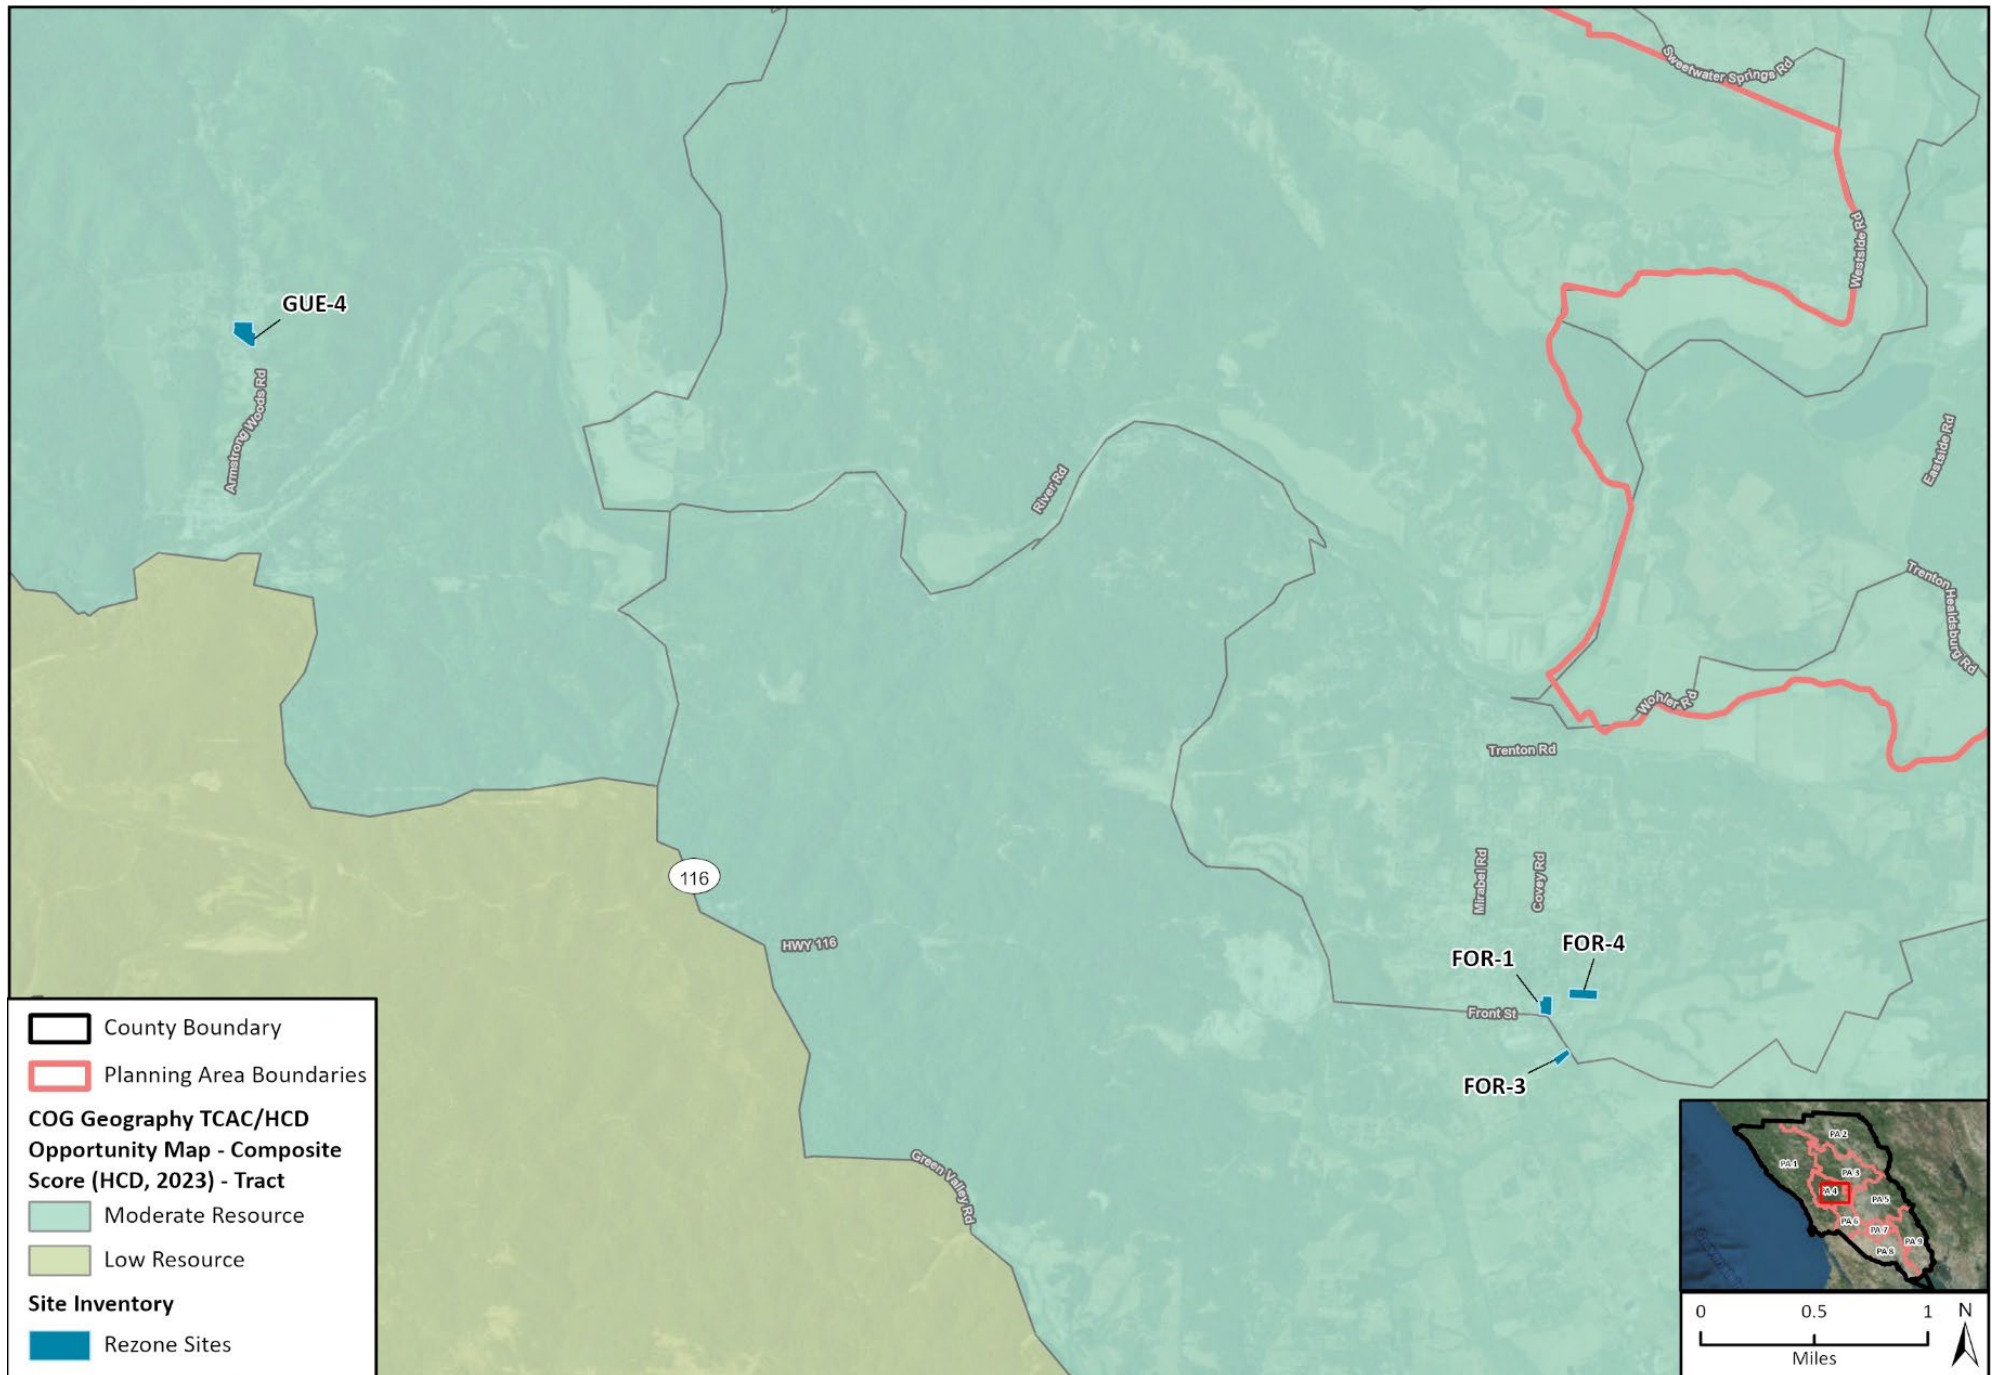 Sweetwater Springs Rd
Westside Rd
GUE-4
Armstrong Woods Rd
River Rd
Eastside Rd
Trenton Healdsburg Rd
Wohler Rd
Trenton Rd
Mirabel Rd
Covey Rd
116
HWY 116
FOR-1
FOR-4
Front St
FOR-3
Green Valley Rd
County Boundary
Planning Area Boundaries
COG Geography TCAC/HCD
Opportunity Map - Composite
Score (HCD, 2023) - Tract
Moderate Resource
Low Resource
Site Inventory
Rezone Sites
PA 2
PA 1
PA 3
PA 5
PA 6
PA 7
PA 9
PA 8
0 0.5 1
Miles
N